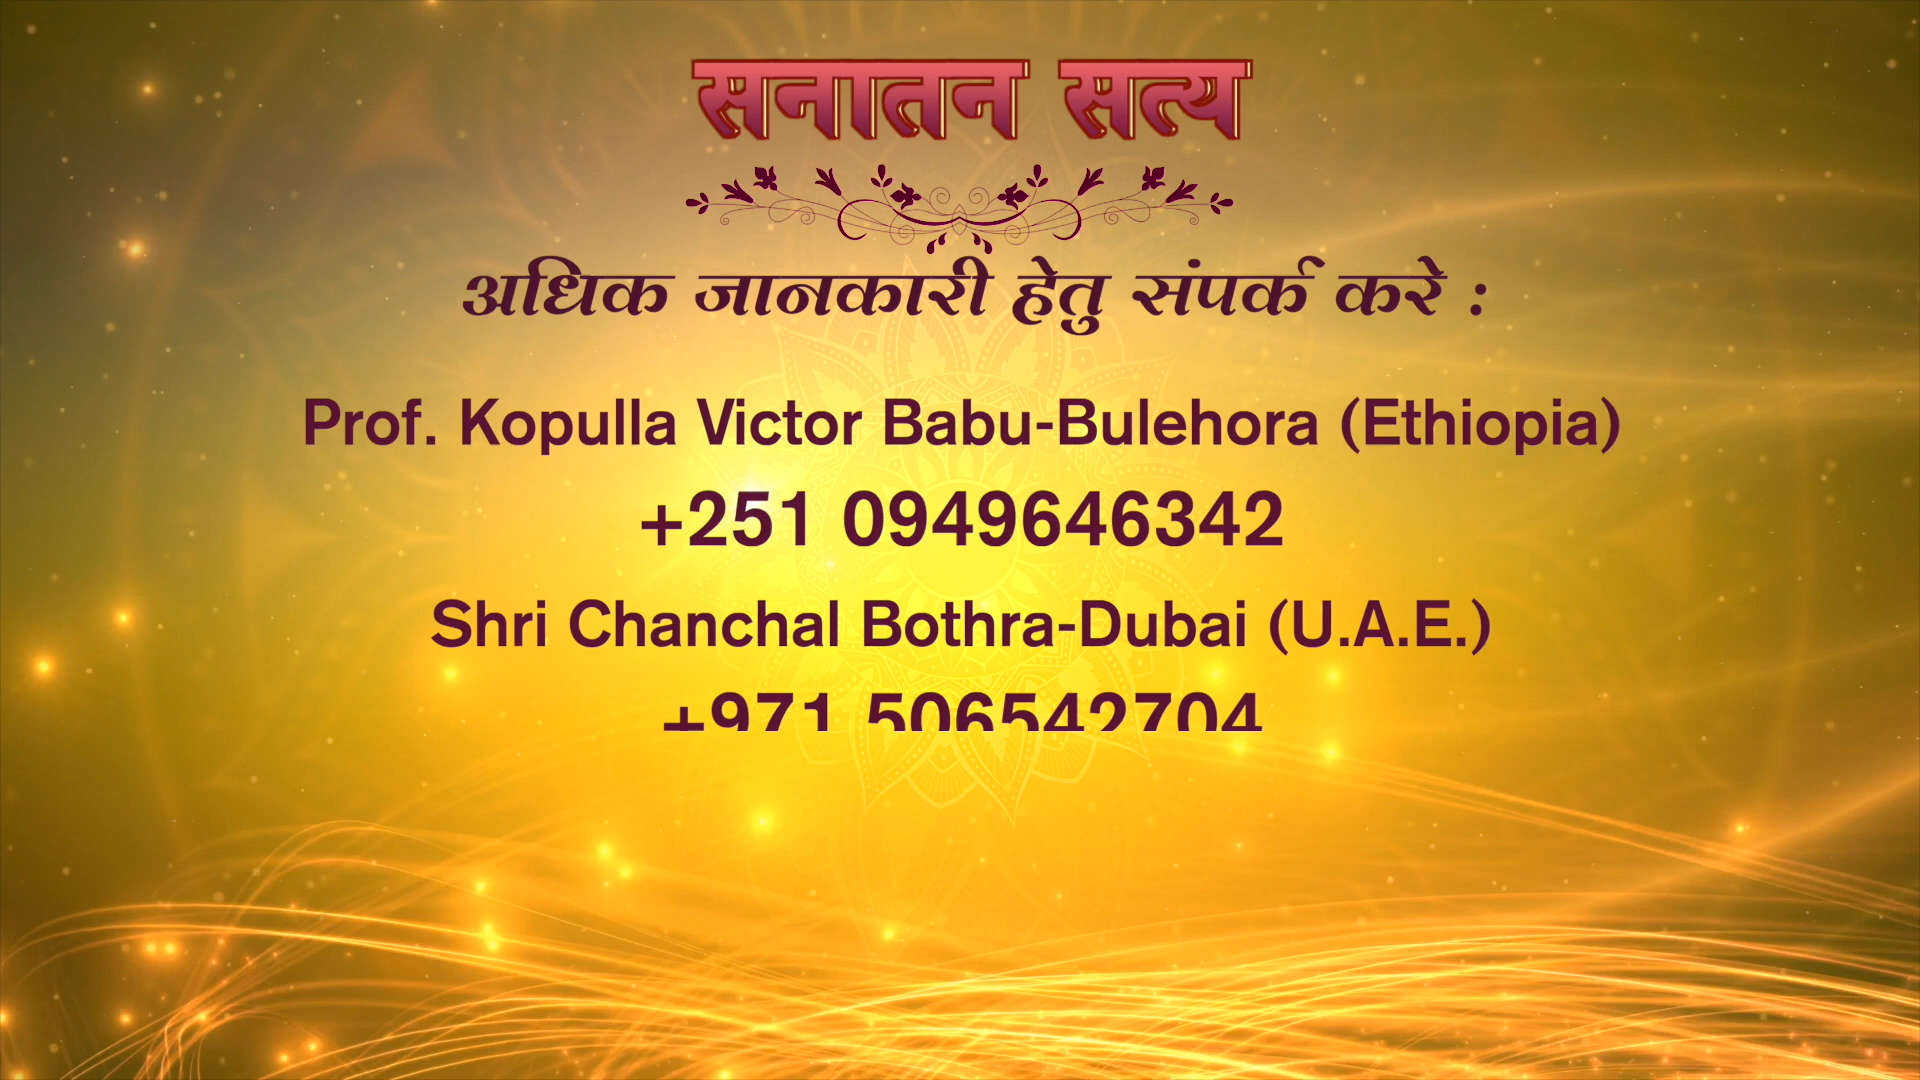 सनातन सत्य
अधिक जानकारी हेतु संपर्क करे :
Prof. Kopulla Victor Babu-Bulehora (Ethiopia)
+251 0949646342
Shri Chanchal Bothra-Dubai (U.A.E.)
+971 506542704